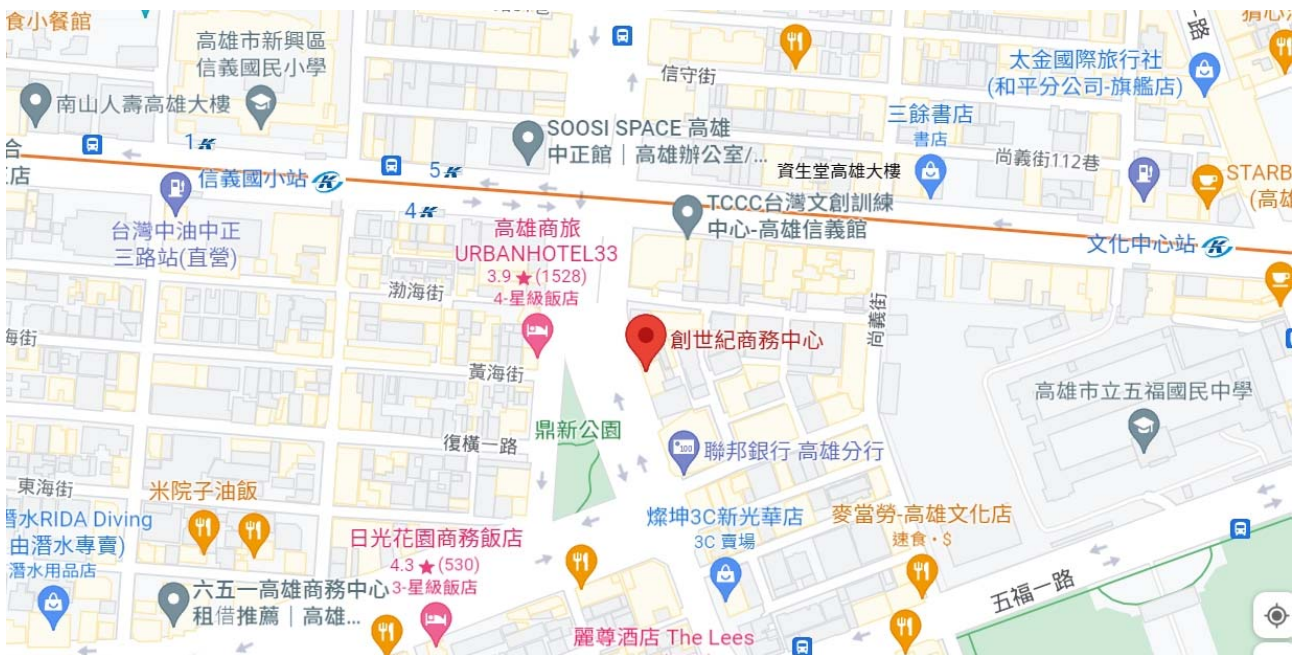 食小餐館
高雄市新興區
信義國民小學
南山人壽高雄大樓
信守街
太金國際旅行社
(和平分公司-旗艦店)
一路
SOOSI SPACE 高雄
中正館｜高雄辦公室/...
三餘書店
書店
尚義街112巷
資生堂高雄大樓
STARB
(高雄
合
店
1
5
信義國小站
4
TCCC台灣文創訓練
中心-高雄信義館
文化中心站
台灣中油中正
三路站(直營)
高雄商旅
URBANHOTEL33
3.9 ★ (1528)
4-星級飯店
渤海街
尚義街
創世紀商務中心
海街
黃海街
高雄市立五福國民中學
鼎新公園
復橫一路
聯邦銀行 高雄分行
東海街
米院子油飯
潛水RIDA Diving
由潛水專賣)
潛水用品店
燦坤3C新光華店
3C 賣場
麥當勞-高雄文化店
速食・$
日光花園商務飯店
4.3 ★ (530)
3-星級飯店
六五一高雄商務中心
租借推薦｜高雄...
五福一路
麗尊酒店 The Lees